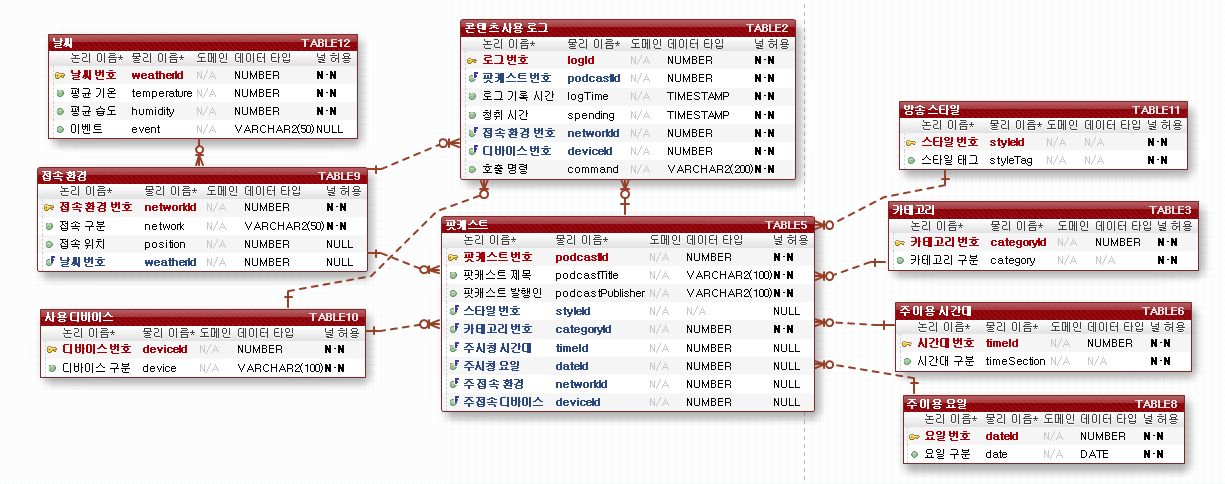 날씨 TABLE12
논리 이름* 물리 이름* 도메인 데이터 타입 널 허용
날씨 번호 weatherId N/A NUMBER N-N
평균 기온 temperature N/A NUMBER N-N
평균 습도 humidity N/A NUMBER N-N
이벤트 event N/A VARCHAR2(50) NULL
콘텐츠 사용 로그 TABLE2
논리 이름* 물리 이름* 도메인 데이터 타입 널 허용
로그 번호 logId N/A NUMBER N-N
팟캐스트 번호 podcastId N/A NUMBER N-N
로그 기록 시간 logTime N/A TIMESTAMP N-N
청취 시간 spending N/A TIMESTAMP N-N
접속 환경 번호 networkId N/A NUMBER N-N
디바이스 번호 deviceId N/A NUMBER N-N
호출 명령 command N/A VARCHAR2(200) N-N
방송 스타일 TABLE11
논리 이름* 물리 이름* 도메인 데이터 타입 널 허용
스타일 번호 styleId N/A N/A N-N
스타일 태그 styleTag N/A N/A N-N
접속 환경 TABLE9
논리 이름* 물리 이름* 도메인 데이터 타입 널 허용
접속 환경 번호 networkId N/A NUMBER N-N
접속 구분 network N/A VARCHAR2(50) N-N
접속 위치 position N/A NUMBER NULL
날씨 번호 weatherId N/A NUMBER NULL
카테고리 TABLE3
논리 이름* 물리 이름* 도메인 데이터 타입 널 허용
카테고리 번호 categoryId N/A NUMBER N-N
카테고리 구분 category N/A N/A N-N
팟캐스트 TABLE5
논리 이름* 물리 이름* 도메인 데이터 타입 널 허용
팟캐스트 번호 podcastId N/A NUMBER N-N
팟캐스트 제목 podcastTitle N/A VARCHAR2(100) N-N
팟캐스트 발행인 podcastPublisher N/A VARCHAR2(100) N-N
스타일 번호 styleId N/A N/A NULL
카테고리 번호 categoryId N/A NUMBER N-N
주시청 시간대 timeId N/A NUMBER NULL
주시청 요일 dateId N/A NUMBER NULL
주 접속 환경 networkId N/A NUMBER NULL
주 접속 디바이스 deviceId N/A NUMBER NULL
사용 디바이스 TABLE10
논리 이름* 물리 이름* 도메인 데이터 타입 널 허용
디바이스 번호 deviceId N/A NUMBER N-N
디바이스 구분 device N/A VARCHAR2(100) N-N
주 이용 시간대 TABLE6
논리 이름* 물리 이름* 도메인 데이터 타입 널 허용
시간대 번호 timeId N/A NUMBER N-N
시간대 구분 timeSection N/A N/A N-N
주 이용 요일 TABLE8
논리 이름* 물리 이름* 도메인 데이터 타입 널 허용
요일 번호 dateId N/A NUMBER N-N
요일 구분 date N/A DATE N-N